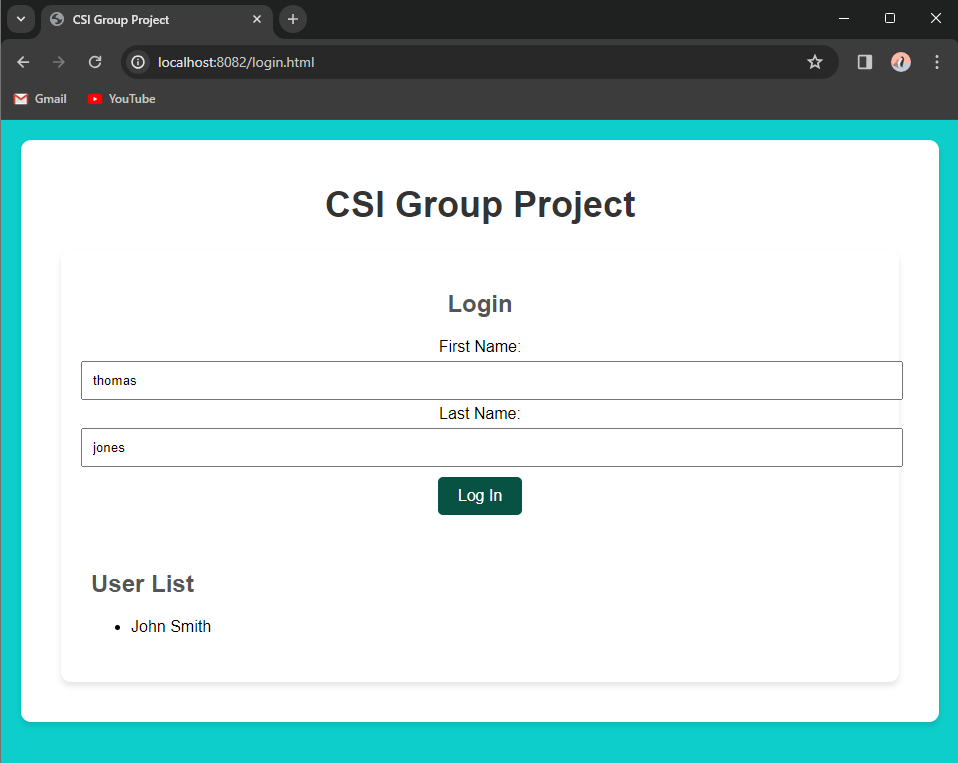 CSI Group Project
localhost:8082/login.html
Gmail YouTube
CSI Group Project
Login
First Name:
thomas
Last Name:
jones
Log In
User List
• John Smith